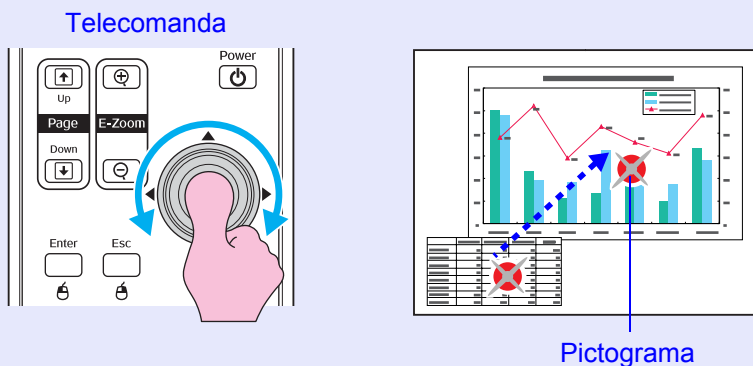 Telecomanda
Power
Up
Page
E-Zoom
Down
Enter
Esc
Pictograma